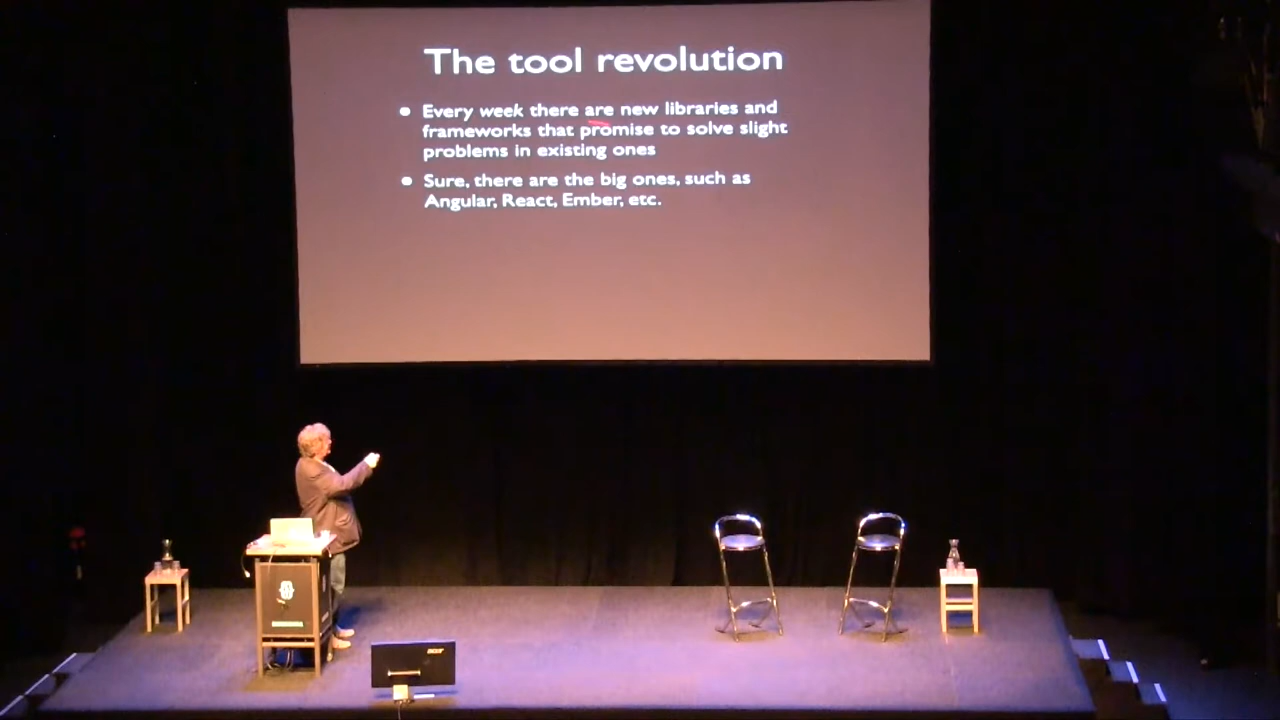 The tool revolution
• Every week there are new libraries and
frameworks that promise to solve slight
problems in existing ones
• Sure, there are the big ones, such as
Angular, React, Ember, etc.
acer